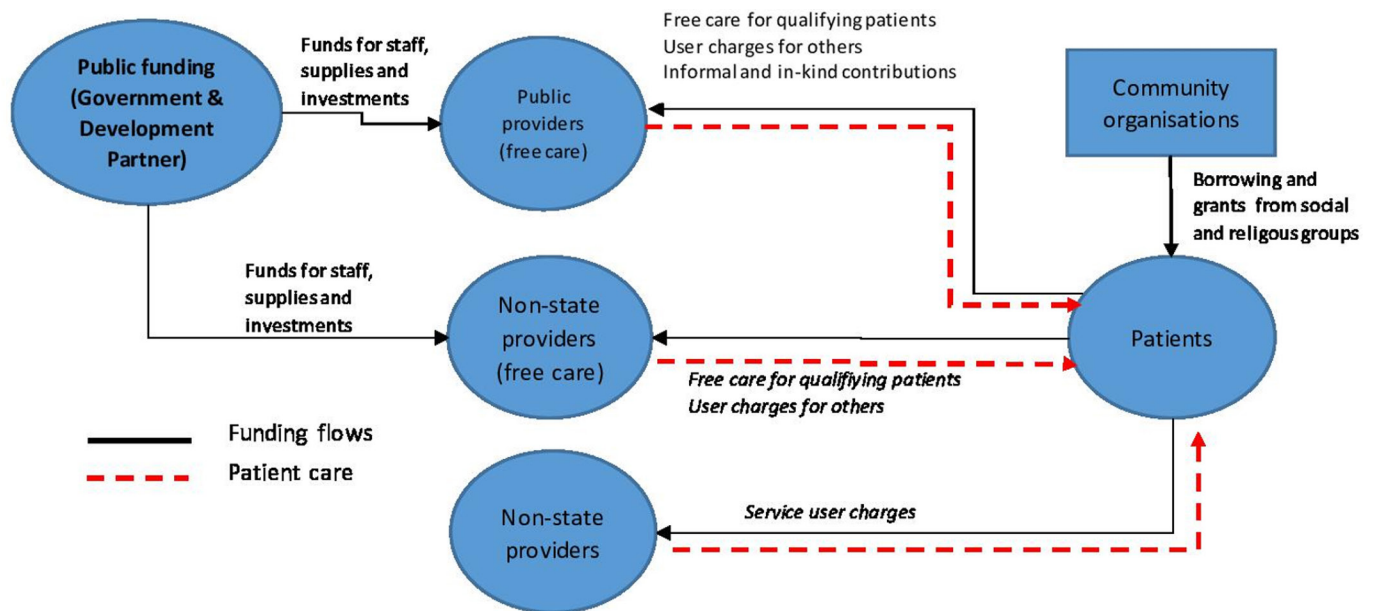 Public funding
(Government &
Development
Partner)
Funds for staff,
supplies and
investments
Public
providers
(free care)
Free care for qualifying patients
User charges for others
Informal and in-kind contributions
Community
organisations
Borrowing and
grants from social
and religous groups
Funds for staff,
supplies and
investments
Non-state
providers
(free care)
Patients
Free care for qualifiying patients
User charges for others
Funding flows
Patient care
Non-state
providers
Service user charges